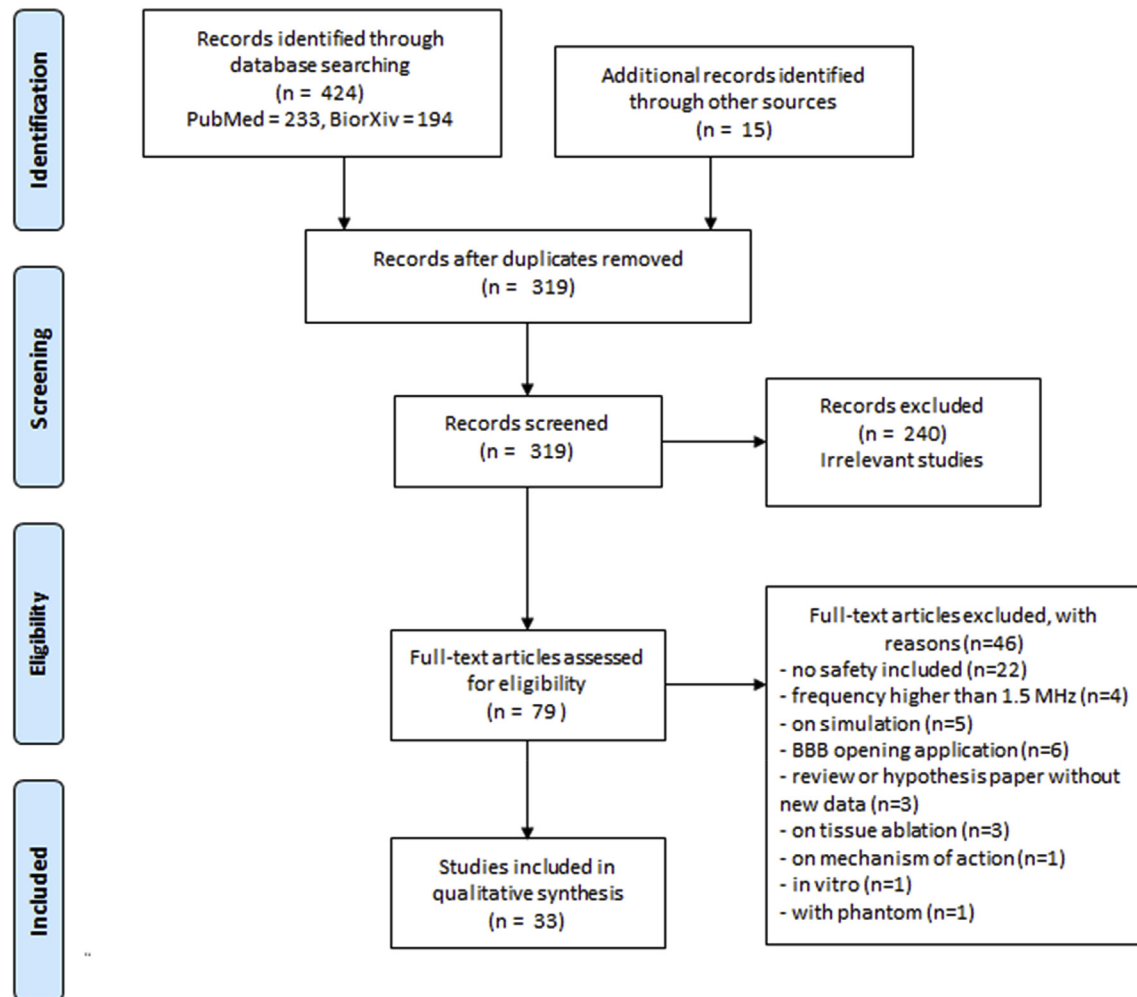 Identification
Records identified through
database searching
(n = 424)
PubMed = 233, BiorXiv = 194
Additional records identified
through other sources
(n = 15)
Records after duplicates removed
(n = 319)
Screening
Records screened
(n = 319)
Records excluded
(n = 240)
Irrelevant studies
Eligibility
Full-text articles assessed
for eligibility
(n = 79)
Full-text articles excluded, with
reasons (n=46)
- no safety included (n=22)
- frequency higher than 1.5 MHz (n=4)
- on simulation (n=5)
- BBB opening application (n=6)
- review or hypothesis paper without
new data (n=3)
- on tissue ablation (n=3)
- on mechanism of action (n=1)
- in vitro (n=1)
- with phantom (n=1)
Included
Studies included in
qualitative synthesis
(n = 33)